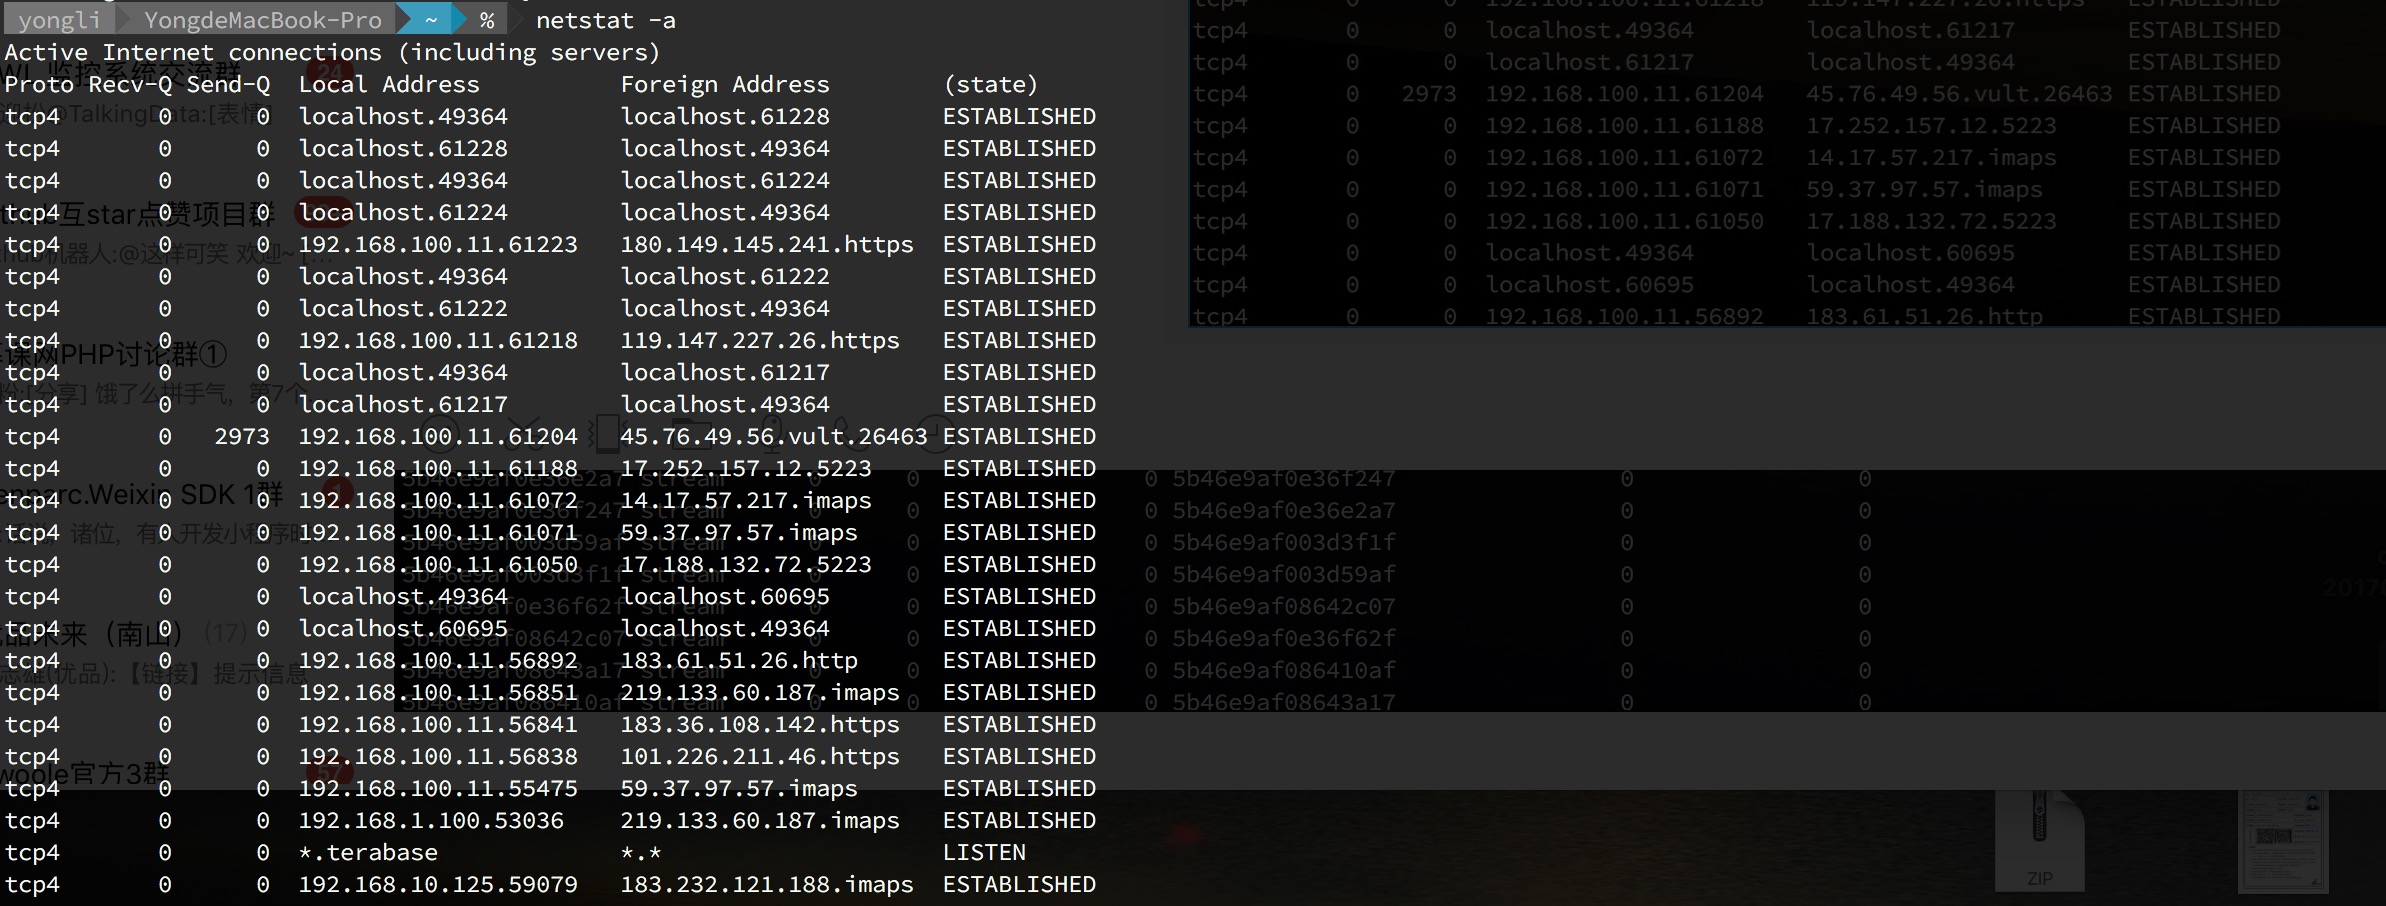 yongli YongdeMacBook-Pro ~ % netstat -a
Active Internet connections (including servers)
Proto Recv-Q Send-Q Local Address Foreign Address (state)
tcp4 0 0 localhost.49364 localhost.61228 ESTABLISHED
tcp4 0 0 localhost.61228 localhost.49364 ESTABLISHED
tcp4 0 0 localhost.49364 localhost.61224 ESTABLISHED
tcp4 0 0 localhost.61224 localhost.49364 ESTABLISHED
tcp4 0 0 192.168.100.11.61223 180.149.145.241.https ESTABLISHED
tcp4 0 0 localhost.49364 localhost.61222 ESTABLISHED
tcp4 0 0 localhost.61222 localhost.49364 ESTABLISHED
tcp4 0 0 192.168.100.11.61218 119.147.227.26.https ESTABLISHED
tcp4 0 0 localhost.49364 localhost.61217 ESTABLISHED
tcp4 0 0 localhost.61217 localhost.49364 ESTABLISHED
tcp4 0 2973 192.168.100.11.61204 45.76.49.56.vult.26463 ESTABLISHED
tcp4 0 0 192.168.100.11.61188 17.252.157.12.5223 ESTABLISHED
tcp4 0 0 192.168.100.11.61072 14.17.57.217.imaps ESTABLISHED
tcp4 0 0 192.168.100.11.61071 59.37.97.57.imaps ESTABLISHED
tcp4 0 0 192.168.100.11.61050 17.188.132.72.5223 ESTABLISHED
tcp4 0 0 localhost.49364 localhost.60695 ESTABLISHED
tcp4 0 0 localhost.60695 localhost.49364 ESTABLISHED
tcp4 0 0 192.168.100.11.56892 183.61.51.26.http ESTABLISHED
tcp4 0 0 192.168.100.11.56851 219.133.60.187.imaps ESTABLISHED
tcp4 0 0 192.168.100.11.56841 183.36.108.142.https ESTABLISHED
tcp4 0 0 192.168.100.11.56838 101.226.211.46.https ESTABLISHED
tcp4 0 0 192.168.100.11.55475 59.37.97.57.imaps ESTABLISHED
tcp4 0 0 192.168.1.100.53036 219.133.60.187.imaps ESTABLISHED
tcp4 0 0 *.terabase *.* LISTEN
tcp4 0 0 192.168.10.125.59079 183.232.121.188.imaps ESTABLISHED
tcp4 0 0 localhost.49364 localhost.61217 ESTABLISHED
tcp4 0 0 localhost.61217 localhost.49364 ESTABLISHED
tcp4 0 2973 192.168.100.11.61204 45.76.49.56.vult.26463 ESTABLISHED
tcp4 0 0 192.168.100.11.61188 17.252.157.12.5223 ESTABLISHED
tcp4 0 0 192.168.100.11.61072 14.17.57.217.imaps ESTABLISHED
tcp4 0 0 192.168.100.11.61071 59.37.97.57.imaps ESTABLISHED
tcp4 0 0 192.168.100.11.61050 17.188.132.72.5223 ESTABLISHED
tcp4 0 0 localhost.49364 localhost.60695 ESTABLISHED
tcp4 0 0 localhost.60695 localhost.49364 ESTABLISHED
tcp4 0 0 192.168.100.11.56892 183.61.51.26.http ESTABLISHED
0 5b46e9af0e36f247 0 0
0 5b46e9af0e36e2a7 0 0
0 5b46e9af003d3f1f 0 0
0 5b46e9af003d59af 0 0
0 5b46e9af08642c07 0 0
0 5b46e9af0e36f62f 0 0
0 5b46e9af086410af 0 0
0 5b46e9af08643a17 0 0
ZIP